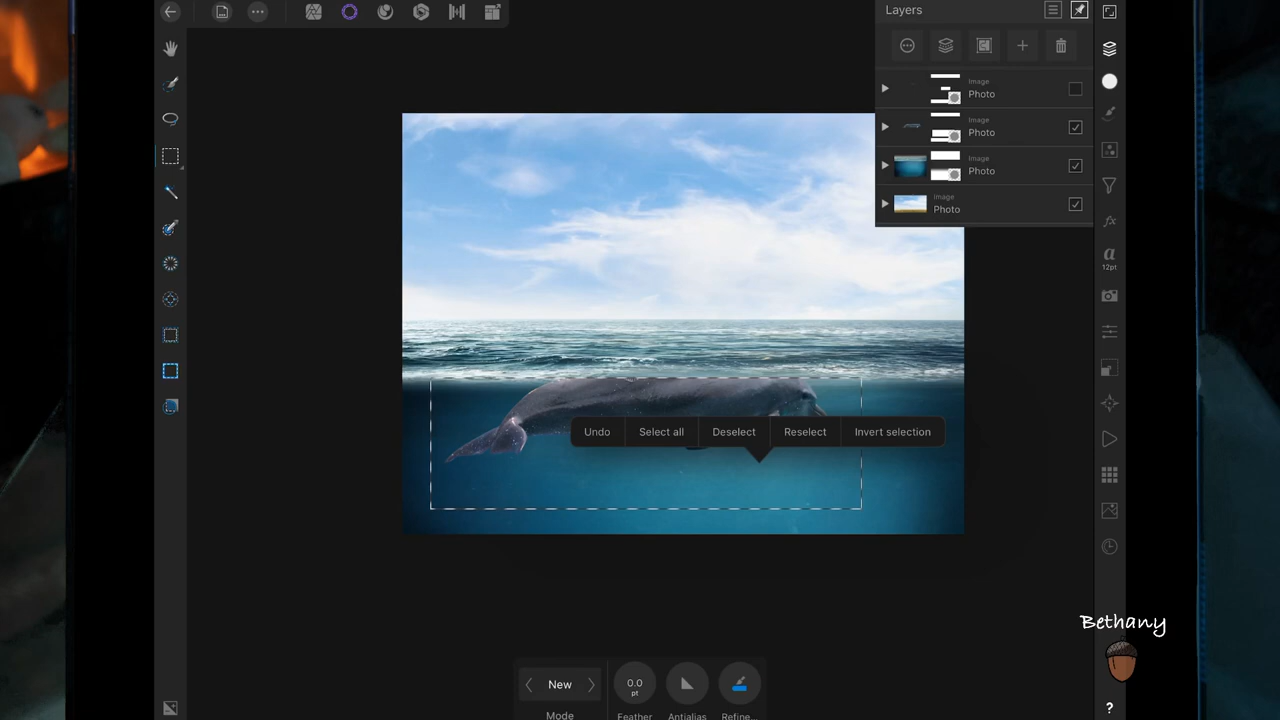 Layers
Image
Photo
Image
Photo
Image
Photo
Image
Photo
a
12pt
Undo
Select all
Deselect
Reselect
Invert selection
Bethany
New
Mode
0.0
pt
Feather
Antialias
Refine...
?